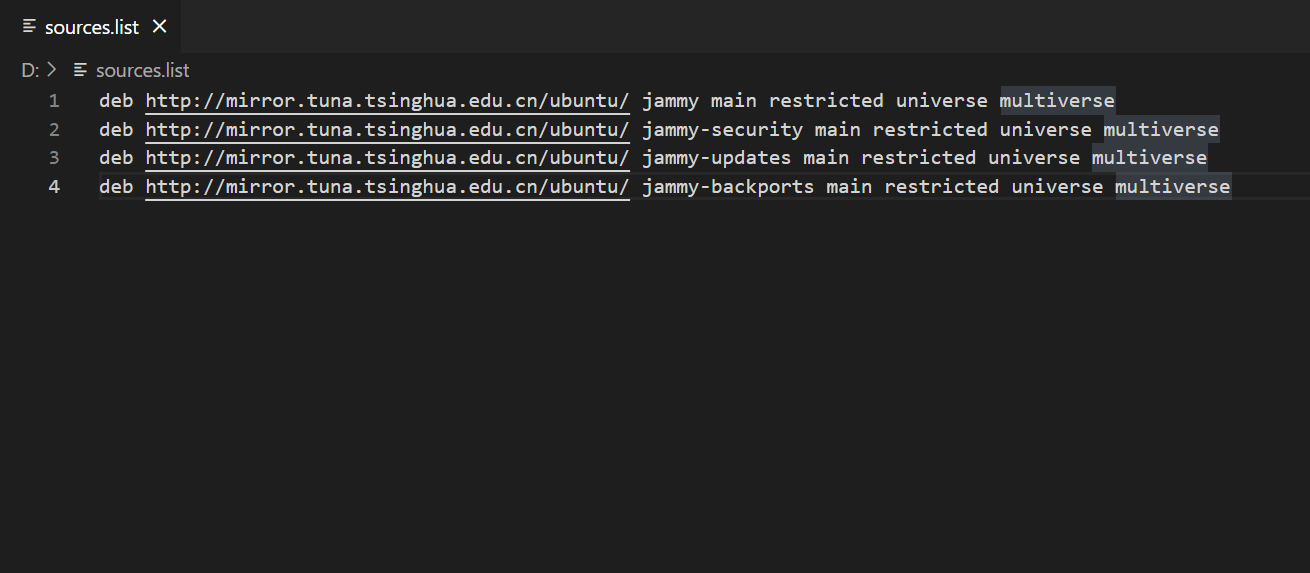 sources.list
D: > sources.list
1 deb http://mirror.tuna.tsinghua.edu.cn/ubuntu/ jammy main restricted universe multiverse
2 deb http://mirror.tuna.tsinghua.edu.cn/ubuntu/ jammy-security main restricted universe multiverse
3 deb http://mirror.tuna.tsinghua.edu.cn/ubuntu/ jammy-updates main restricted universe multiverse
4 deb http://mirror.tuna.tsinghua.edu.cn/ubuntu/ jammy-backports main restricted universe multiverse